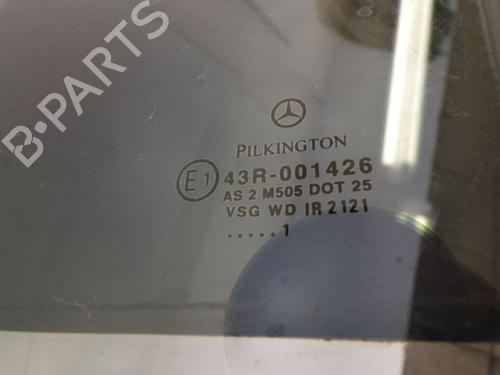 B-PARTS
PILKINGTON
E1 43R-001426
AS 2 M505 DOT 25
VSG WD IR 2121
.....1